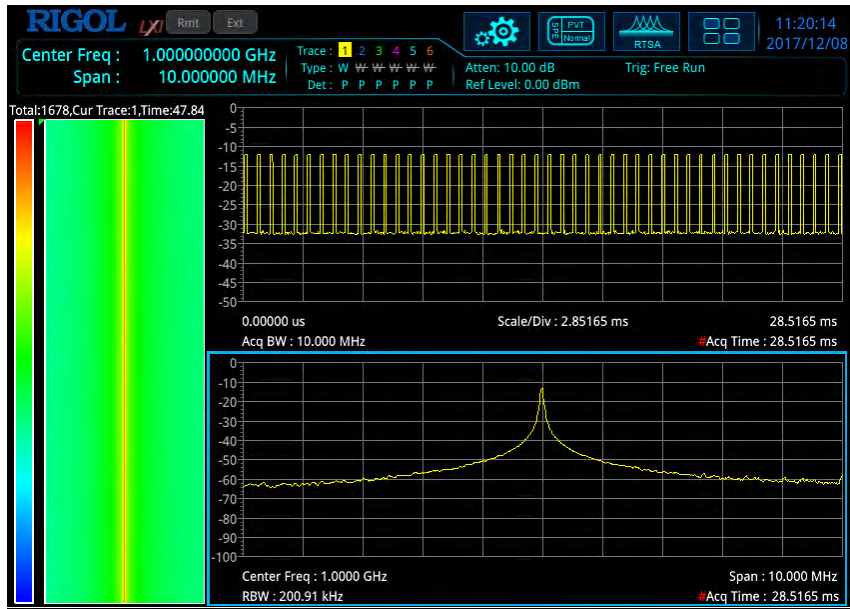 RIGOL LXI Rmt Ext
Center Freq : 1.000000000 GHz
Span : 10.000000 MHz
Trace : 1 2 3 4 5 6
Type : W W W W W W
Det : P P P P P P
SPE PVT Normal
RTSA
11:20:14
2017/12/08
Atten: 10.00 dB Trig: Free Run
Ref Level: 0.00 dBm
Total:1678,Cur Trace:1,Time:47.84
0
-5
-10
-15
-20
-25
-30
-35
-40
-45
-50
0.00000 us Scale/Div : 2.85165 ms 28.5165 ms
Acq BW : 10.000 MHz #Acq Time : 28.5165 ms
0
-10
-20
-30
-40
-50
-60
-70
-80
-90
-100
Center Freq : 1.0000 GHz Span : 10.000 MHz
RBW : 200.91 kHz #Acq Time : 28.5165 ms